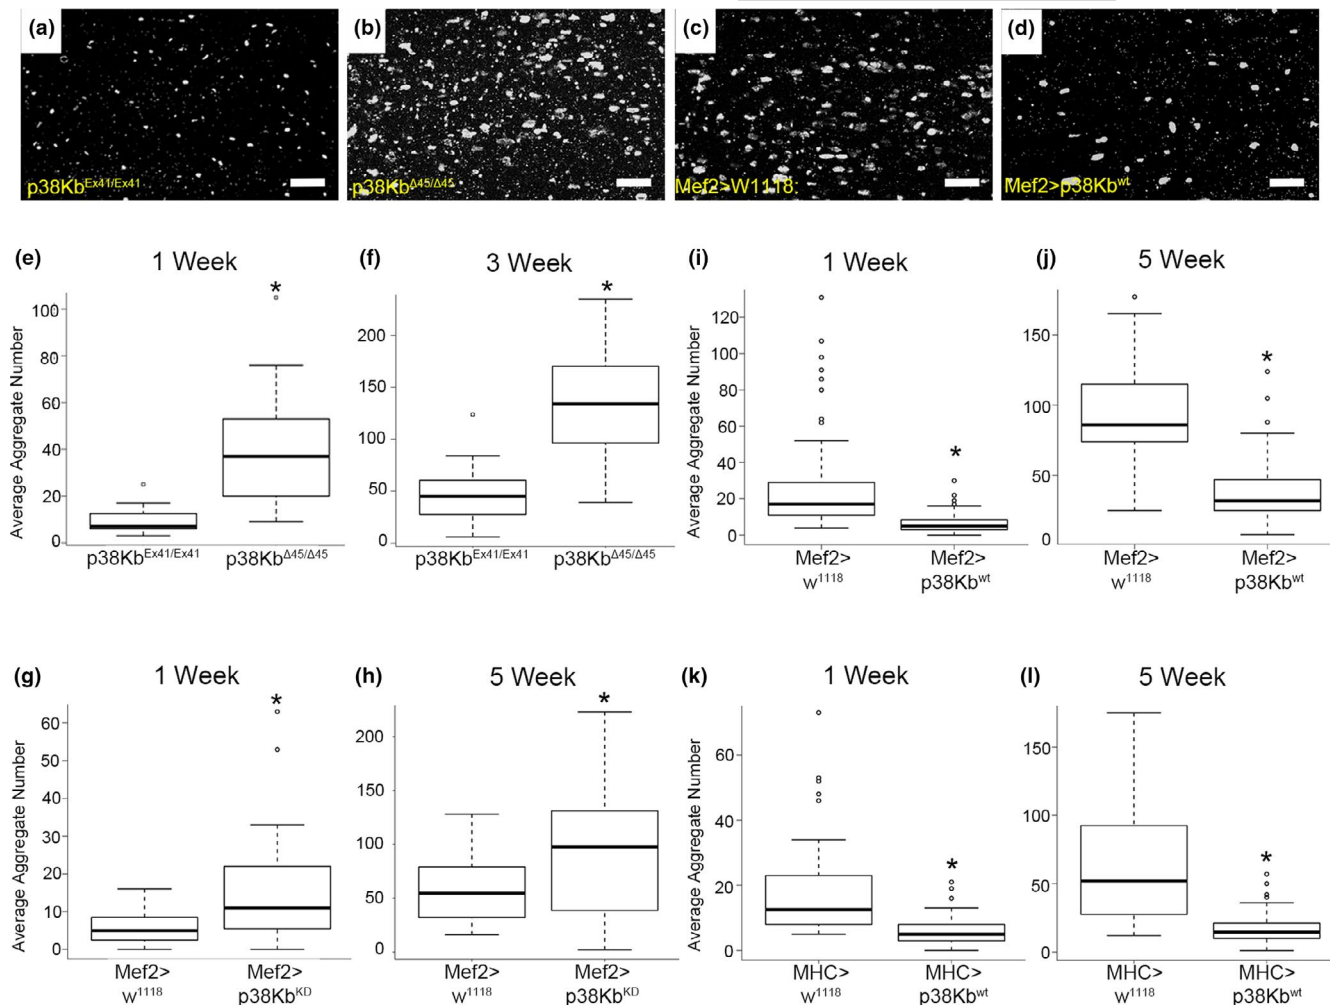 (a)
p38Kb^Ex41/Ex41
(b)
p38Kb^Δ45/Δ45
(c)
Mef2>W1118:
(d)
Mef2>p38Kb^wt
(e)
1 Week
Average Aggregate Number
100
80
60
40
20
0
p38Kb^Ex41/Ex41
p38Kb^Δ45/Δ45
*
(f)
3 Week
200
150
100
50
0
p38Kb^Ex41/Ex41
p38Kb^Δ45/Δ45
*
(i)
1 Week
Average Aggregate Number
120
100
80
60
40
20
0
Mef2>
w^1118
Mef2>
p38Kb^wt
*
(j)
5 Week
150
100
50
0
Mef2>
w^1118
Mef2>
p38Kb^wt
*
(g)
1 Week
Average Aggregate Number
60
50
40
30
20
10
0
Mef2>
w^1118
Mef2>
p38Kb^KD
*
(h)
5 Week
200
150
100
50
0
Mef2>
w^1118
Mef2>
p38Kb^KD
*
(k)
1 Week
Average Aggregate Number
60
40
20
0
MHC>
w^1118
MHC>
p38Kb^wt
*
(l)
5 Week
150
100
50
0
MHC>
w^1118
MHC>
p38Kb^wt
*